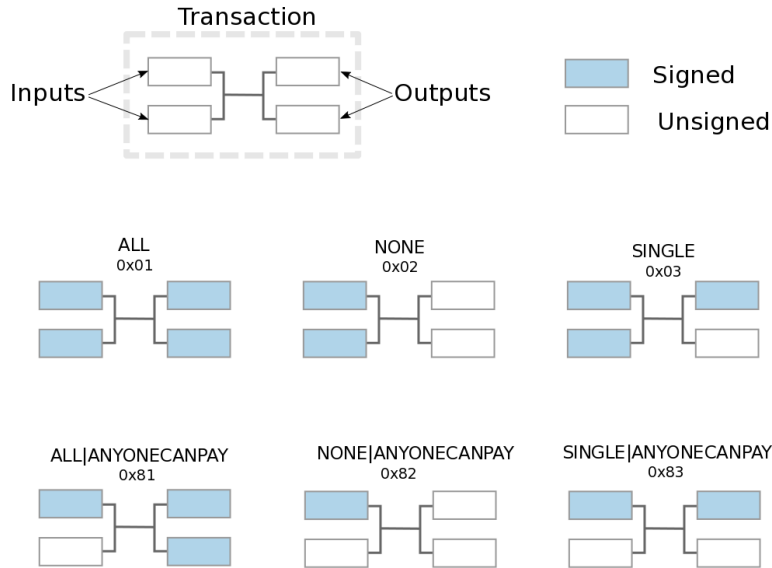 Transaction
Inputs
Outputs
Signed
Unsigned
ALL
0x01
NONE
0x02
SINGLE
0x03
ALL|ANYONECANPAY
0x81
NONE|ANYONECANPAY
0x82
SINGLE|ANYONECANPAY
0x83